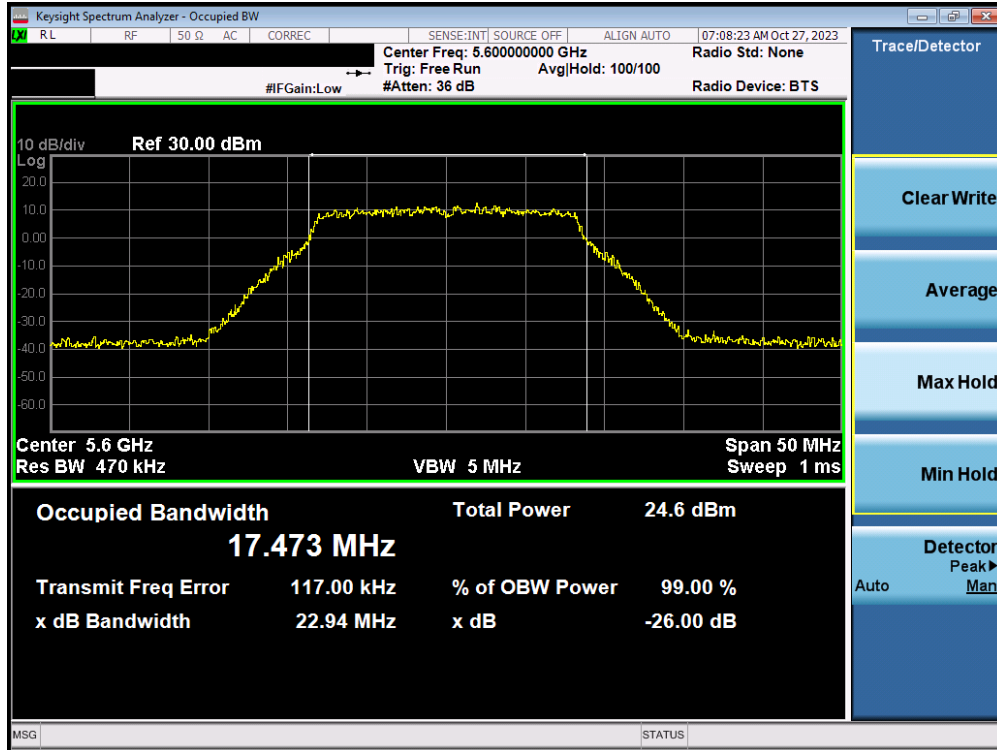 Keysight Spectrum Analyzer - Occupied BW
LXI RL RF 50 Ω AC CORREC SENSE:INT SOURCE OFF ALIGN AUTO 07:08:23 AM Oct 27, 2023
Center Freq: 5.600000000 GHz Radio Std: None
Trig: Free Run Avg|Hold: 100/100
#IFGain:Low #Atten: 36 dB Radio Device: BTS
10 dB/div Ref 30.00 dBm
Log
20.0
10.0
0.00
-10.0
-20.0
-30.0
-40.0
-50.0
-60.0
Center 5.6 GHz Span 50 MHz
Res BW 470 kHz VBW 5 MHz Sweep 1 ms
Occupied Bandwidth Total Power 24.6 dBm
17.473 MHz
Transmit Freq Error 117.00 kHz % of OBW Power 99.00 %
x dB Bandwidth 22.94 MHz x dB -26.00 dB
MSG STATUS
Trace/Detector
Clear Write
Average
Max Hold
Min Hold
Detector
Peak▶
Auto Man